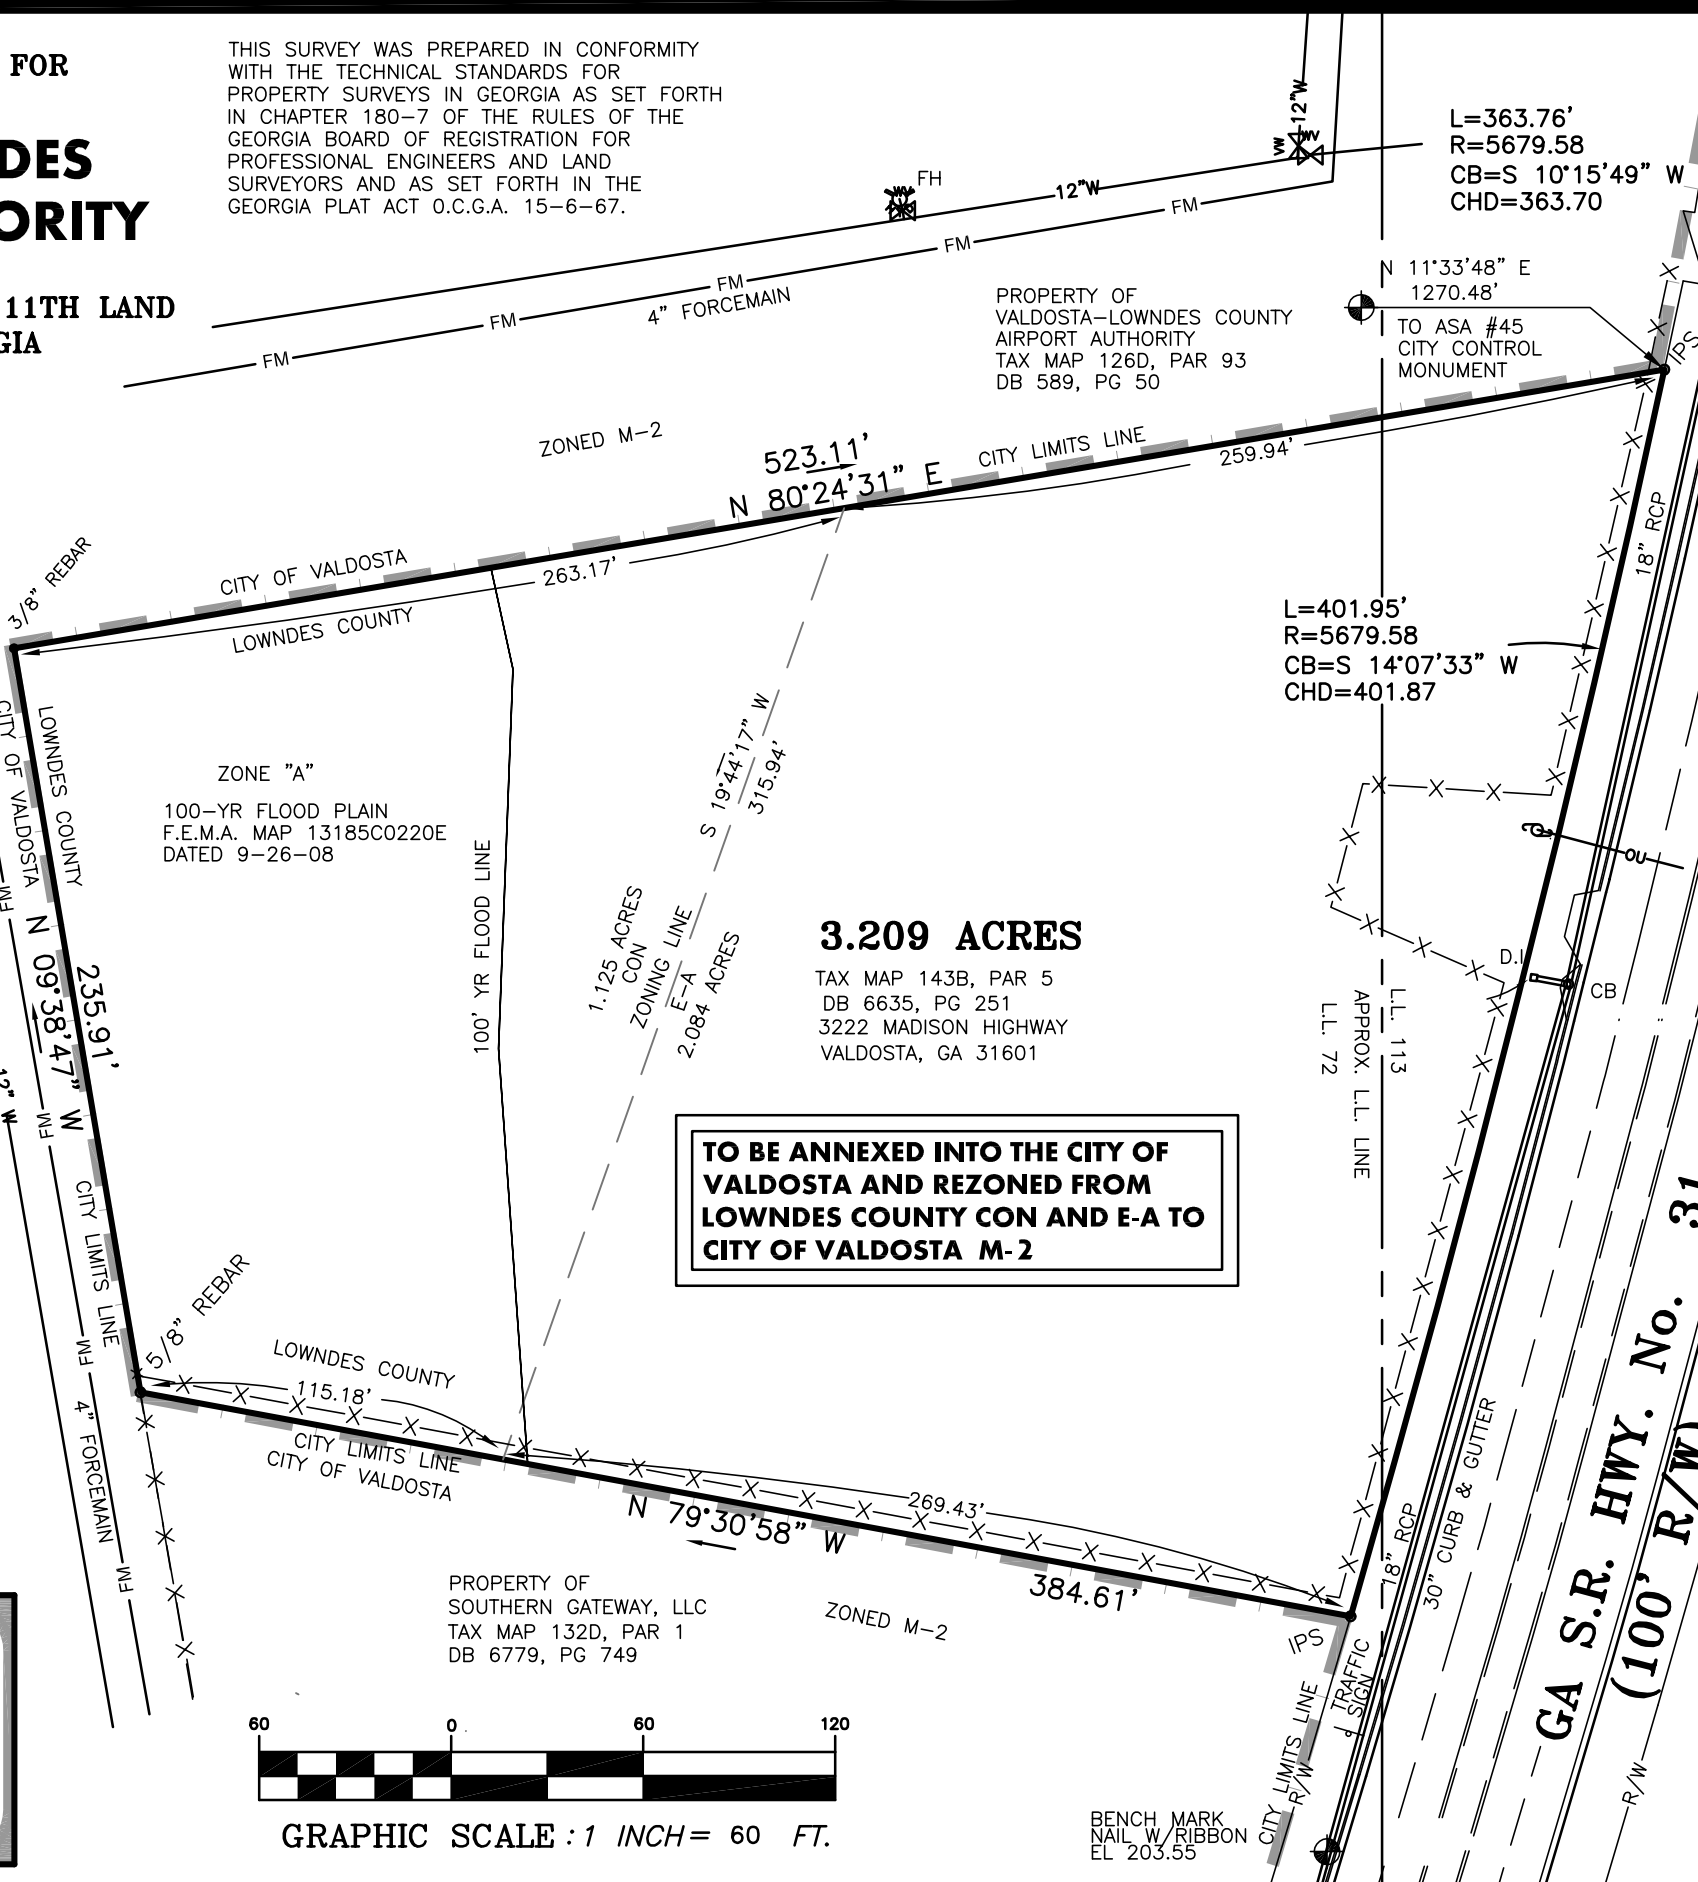 FOR
DES
ORITY
11TH LAND
GIA
THIS SURVEY WAS PREPARED IN CONFORMITY
WITH THE TECHNICAL STANDARDS FOR
PROPERTY SURVEYS IN GEORGIA AS SET FORTH
IN CHAPTER 180-7 OF THE RULES OF THE
GEORGIA BOARD OF REGISTRATION FOR
PROFESSIONAL ENGINEERS AND LAND
SURVEYORS AND AS SET FORTH IN THE
GEORGIA PLAT ACT O.C.G.A. 15-6-67.
FH
12"W
12"W
WV
WV
FM
FM
FM
FM
FM
4" FORCEMAIN
L=363.76'
R=5679.58
CB=S 10°15'49" W
CHD=363.70
N 11°33'48" E
1270.48'
TO ASA #45
CITY CONTROL
MONUMENT
IPS
PROPERTY OF
VALDOSTA-LOWNDES COUNTY
AIRPORT AUTHORITY
TAX MAP 126D, PAR 93
DB 589, PG 50
ZONED M-2
523.11'
N 80°24'31" E
CITY LIMITS LINE
259.94'
3/8" REBAR
CITY OF VALDOSTA
263.17'
LOWNDES COUNTY
18" RCP
L=401.95'
R=5679.58
CB=S 14°07'33" W
CHD=401.87
LOWNDES COUNTY
CITY OF VALDOSTA
ZONE "A"
100-YR FLOOD PLAIN
F.E.M.A. MAP 13185C0220E
DATED 9-26-08
100' YR FLOOD LINE
S 19°44'17" W
315.94'
1.125 ACRES
CON
ZONING LINE
E-A
2.084 ACRES
3.209 ACRES
TAX MAP 143B, PAR 5
DB 6635, PG 251
3222 MADISON HIGHWAY
VALDOSTA, GA 31601
L.L. 113
APPROX. L.L. LINE
L.L. 72
OU
D.I.
CB
FM
N 09°38'47" W
235.91'
12" W
FM
CITY LIMITS LINE
TO BE ANNEXED INTO THE CITY OF
VALDOSTA AND REZONED FROM
LOWNDES COUNTY CON AND E-A TO
CITY OF VALDOSTA M-2
5/8" REBAR
LOWNDES COUNTY
115.18'
CITY LIMITS LINE
CITY OF VALDOSTA
FM
4" FORCEMAIN
FM
269.43'
N 79°30'58" W
384.61'
ZONED M-2
PROPERTY OF
SOUTHERN GATEWAY, LLC
TAX MAP 132D, PAR 1
DB 6779, PG 749
IPS
18" RCP
30" CURB & GUTTER
TRAFFIC
SIGN
CITY LIMITS LINE
R/W
GA S.R. HWY. No. 31
(100' R/W)
R/W
60 0 60 120
GRAPHIC SCALE : 1 INCH = 60 FT.
BENCH MARK
NAIL W/RIBBON
EL 203.55